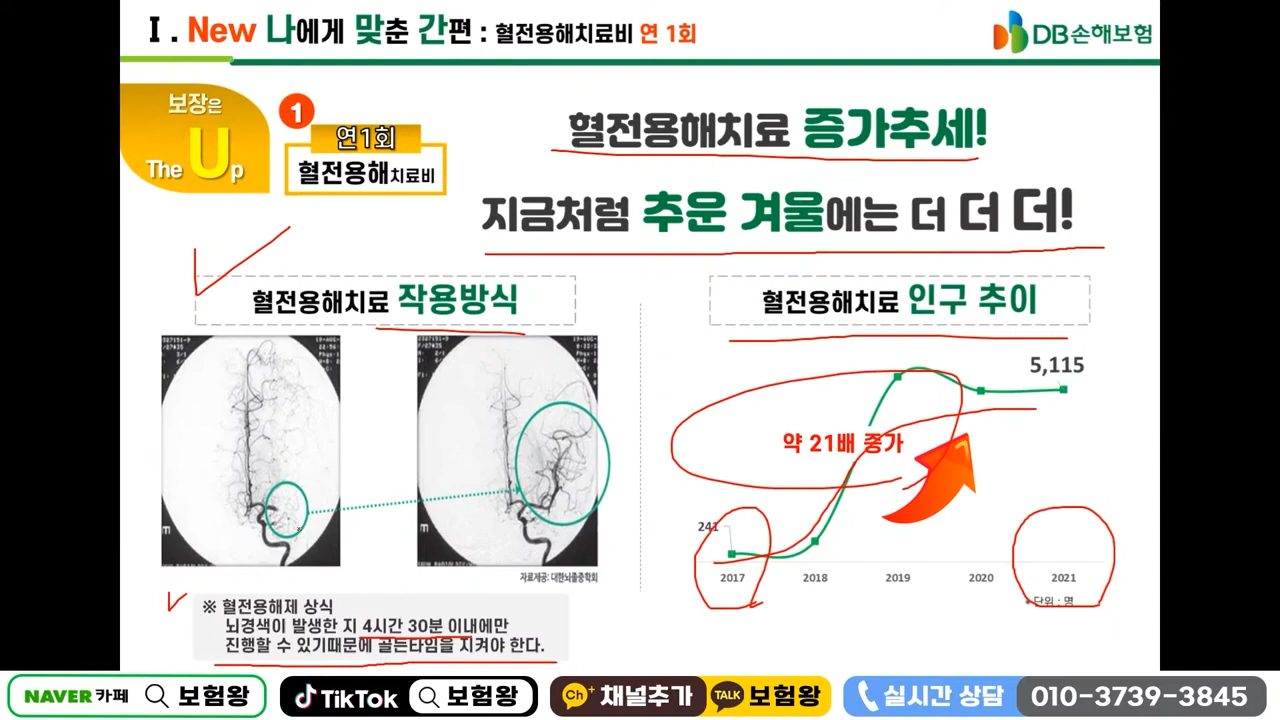 Ⅰ. New 나에게 맞춘 간편 : 혈전용해치료비 연 1회
DB손해보험
보장은
The Up
1
연1회
혈전용해치료비
혈전용해치료 증가추세!
지금처럼 추운 겨울에는 더 더 더!
혈전용해치료 작용방식
혈전용해치료 인구 추이
5,115
약 21배 증가
241
2017 2018 2019 2020 2021
* 단위 : 명
자료제공: 대한뇌졸중학회
※ 혈전용해제 상식
뇌경색이 발생한 지 4시간 30분 이내에만
진행할 수 있기때문에 골든타임을 지켜야 한다.
NAVER 카페 보험왕
TikTok 보험왕
Ch+ 채널추가 TALK 보험왕
실시간 상담 010-3739-3845